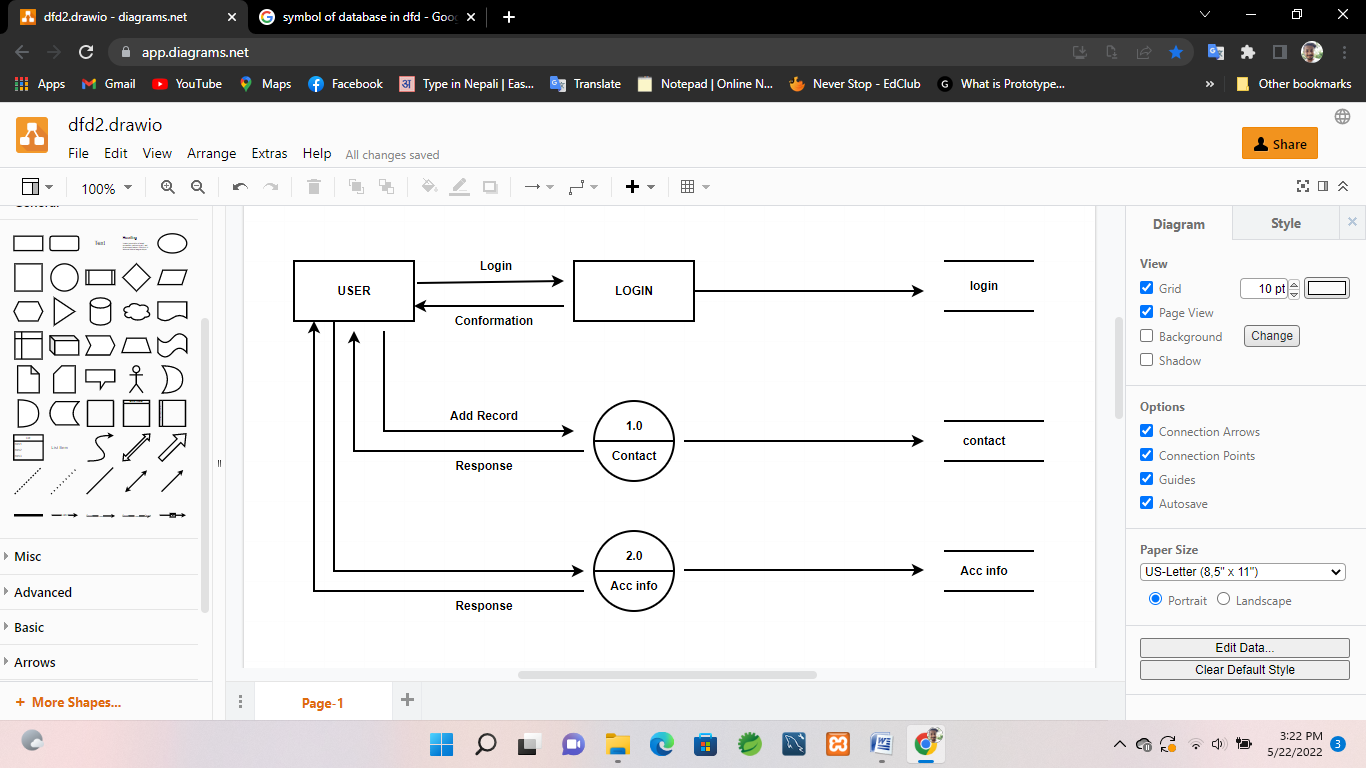 dfd2.drawio - diagrams.net
symbol of database in dfd - Goo
app.diagrams.net
Apps
Gmail
YouTube
Maps
Facebook
Type in Nepali | Eas...
Translate
Notepad | Online N...
Never Stop - EdClub
What is Prototype...
»
Other bookmarks
dfd2.drawio
File Edit View Arrange Extras Help All changes saved
Share
100%
General
Text
Heading
Diagram
Style
View
Grid
10 pt
Page View
Background
Change
Shadow
Options
Connection Arrows
Connection Points
Guides
Autosave
Paper Size
US-Letter (8,5" x 11")
Portrait
Landscape
Edit Data...
Clear Default Style
USER
Login
Conformation
LOGIN
login
Add Record
Response
1.0
Contact
contact
2.0
Acc info
Response
Acc info
List Item
Misc
Advanced
Basic
Arrows
+ More Shapes...
Page-1
3:22 PM
5/22/2022
3